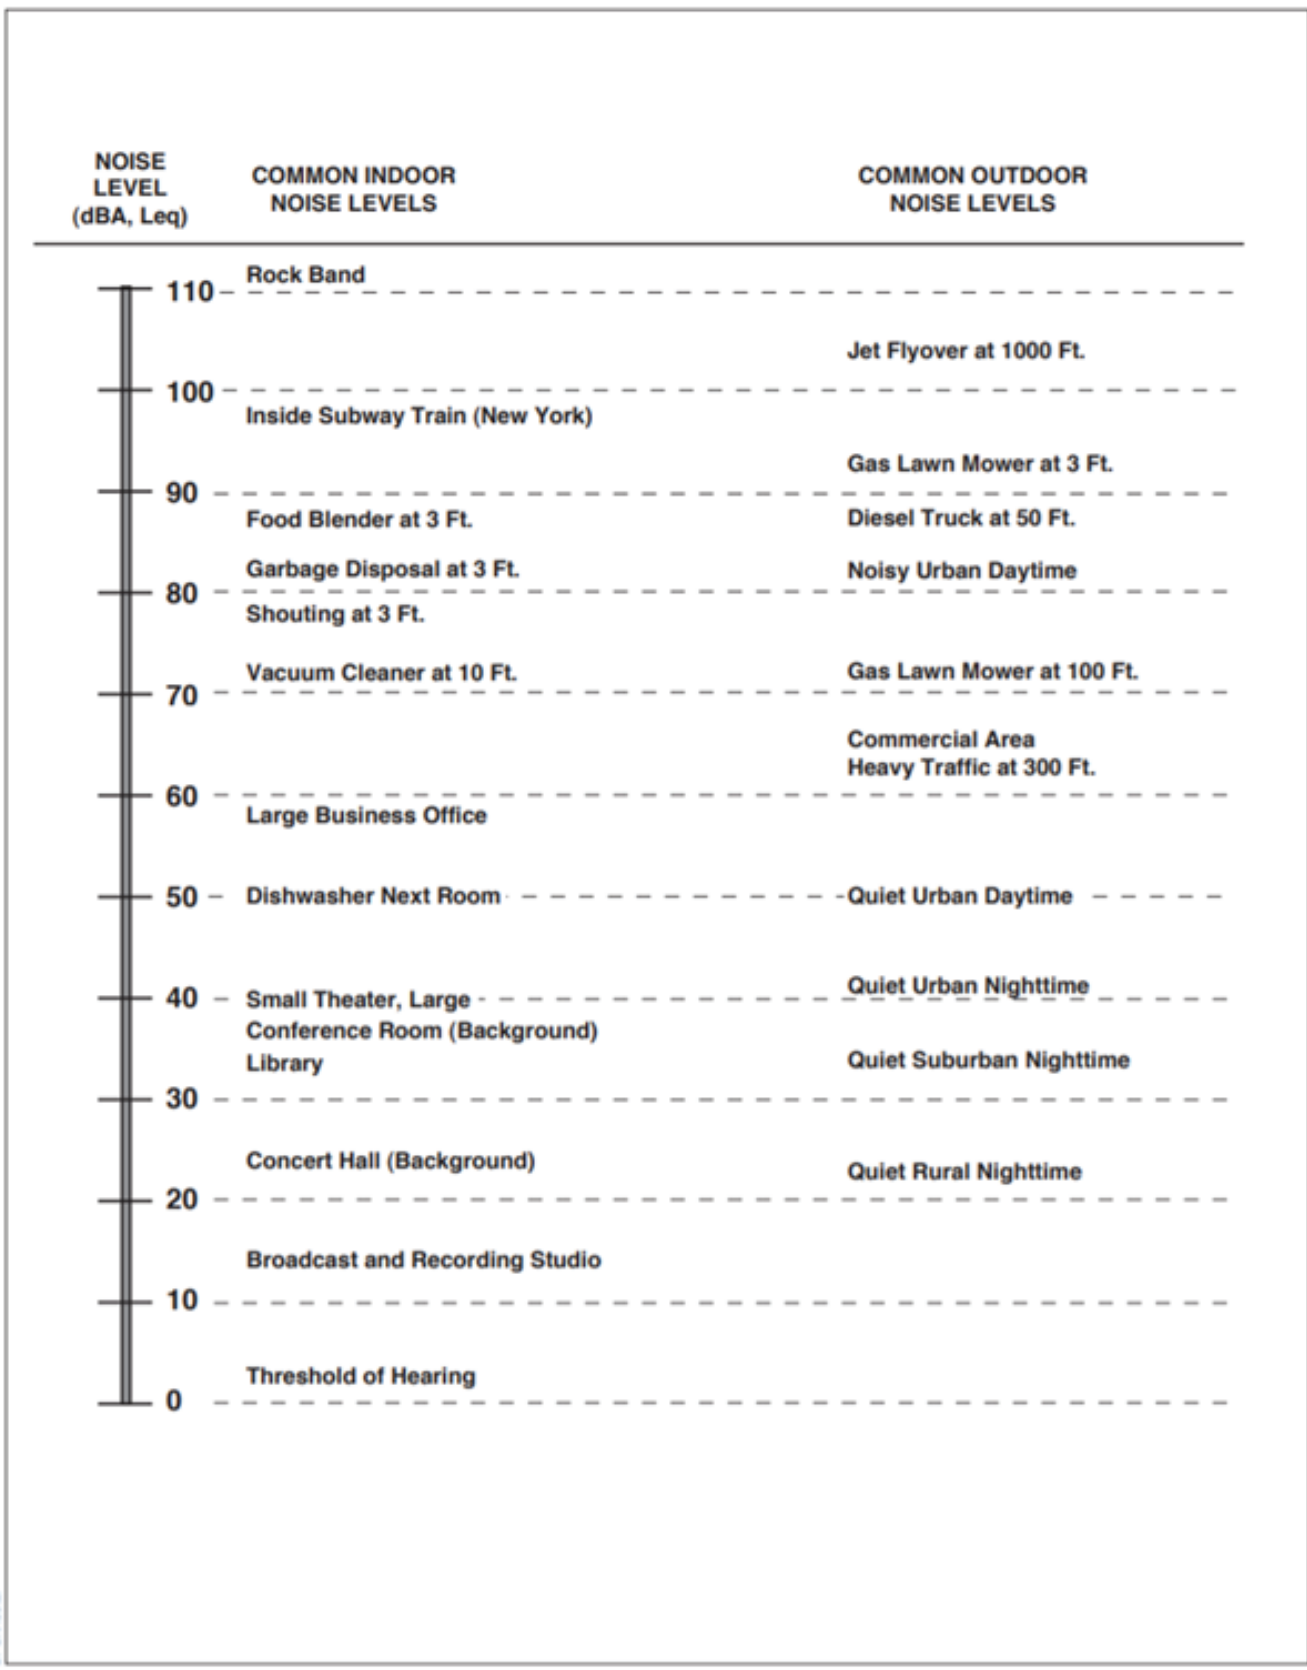 NOISE
LEVEL
(dBA, Leq)
COMMON INDOOR
NOISE LEVELS
COMMON OUTDOOR
NOISE LEVELS
Rock Band
110
Jet Flyover at 1000 Ft.
100
Inside Subway Train (New York)
Gas Lawn Mower at 3 Ft.
90
Food Blender at 3 Ft.
Diesel Truck at 50 Ft.
Garbage Disposal at 3 Ft.
Noisy Urban Daytime
80
Shouting at 3 Ft.
Vacuum Cleaner at 10 Ft.
Gas Lawn Mower at 100 Ft.
70
Commercial Area
Heavy Traffic at 300 Ft.
60
Large Business Office
50
Dishwasher Next Room
Quiet Urban Daytime
Quiet Urban Nighttime
40
Small Theater, Large
Conference Room (Background)
Library
Quiet Suburban Nighttime
30
Concert Hall (Background)
Quiet Rural Nighttime
20
Broadcast and Recording Studio
10
Threshold of Hearing
0